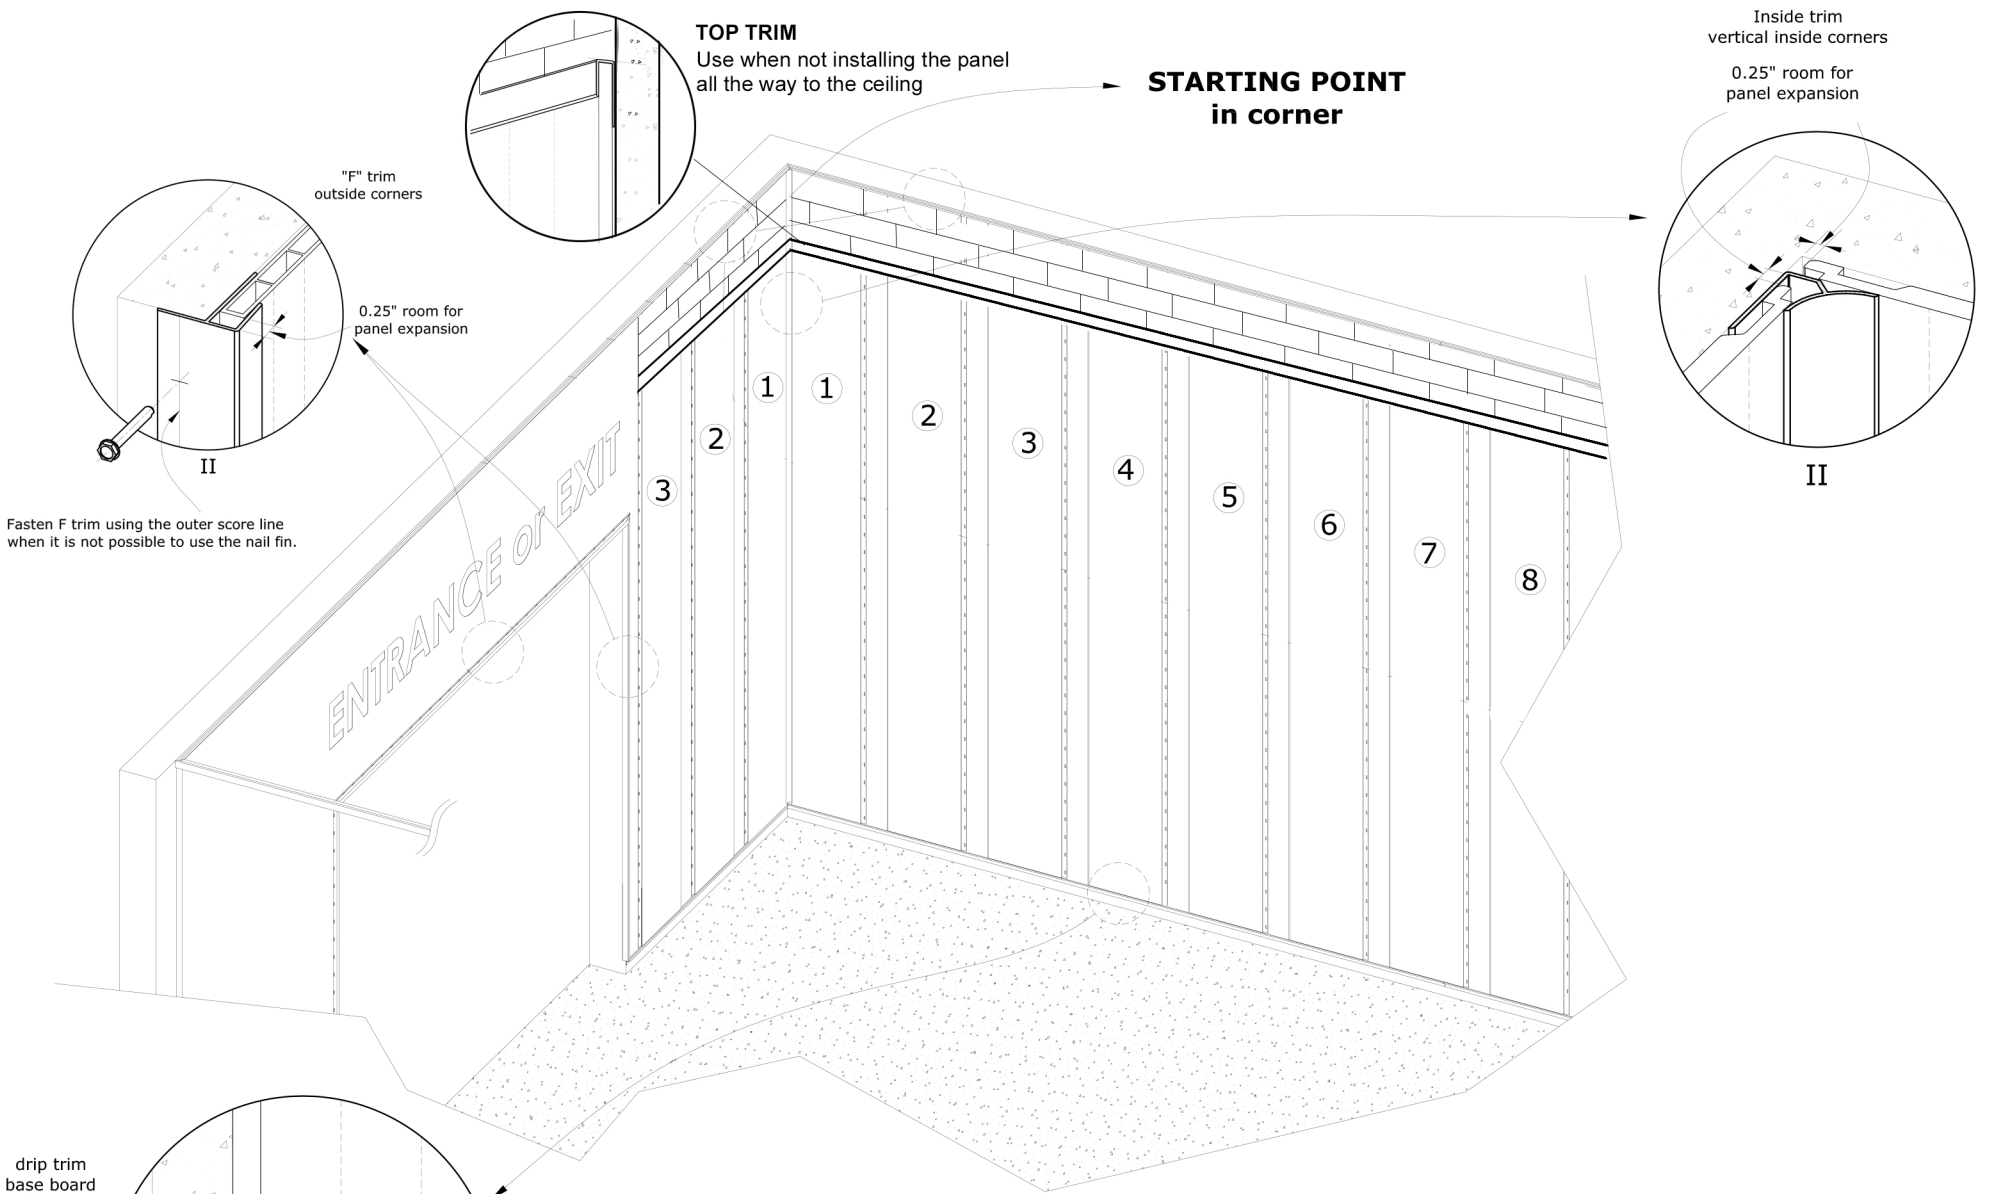 TOP TRIM
Use when not installing the panel
all the way to the ceiling
STARTING POINT
in corner
Inside trim
vertical inside corners
0.25" room for
panel expansion
II
"F" trim
outside corners
0.25" room for
panel expansion
II
Fasten F trim using the outer score line
when it is not possible to use the nail fin.
ENTRANCE or EXIT
3
2
1
1
2
3
4
5
6
7
8
drip trim
base board